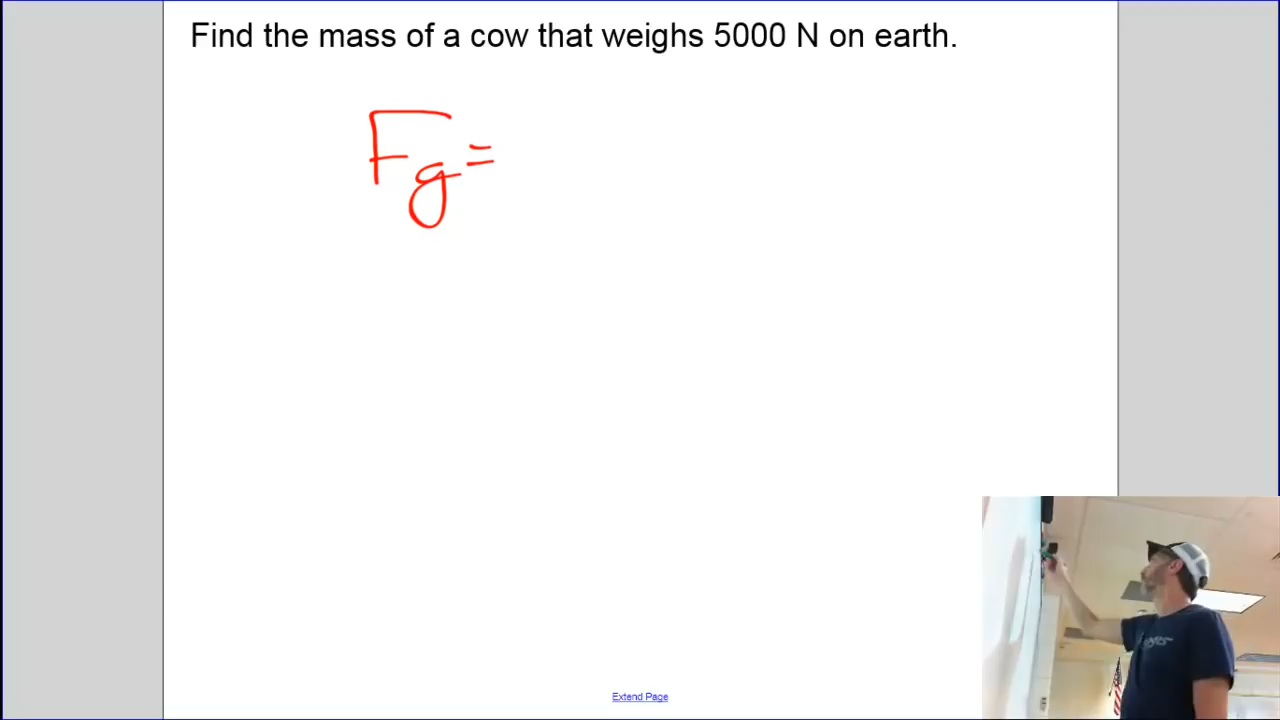 Find the mass of a cow that weighs 5000 N on earth.
Fg=
Extend Page